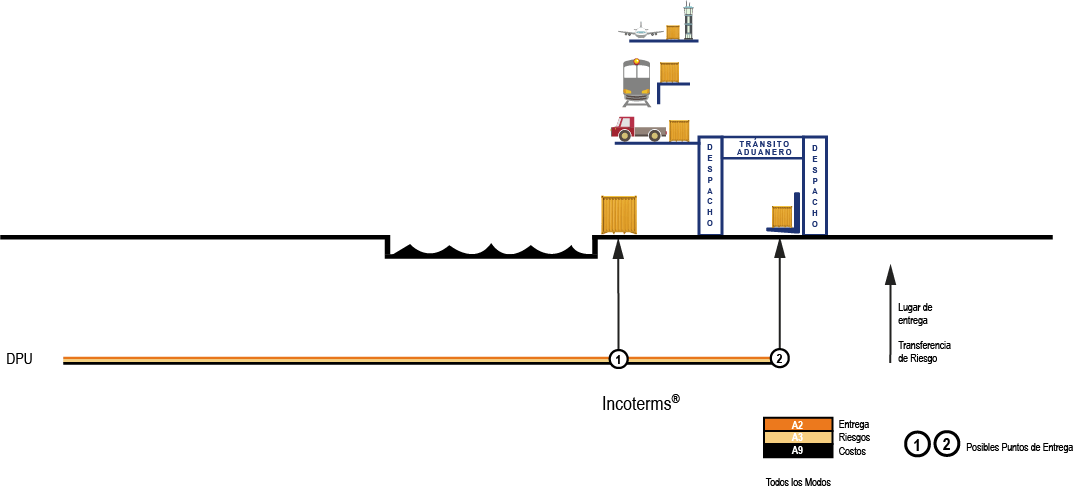 TRÁNSITO
ADUANERO
DESPACHO
DESPACHO
Lugar de
entrega
Transferencia
de Riesgo
DPU
1
2
Incoterms®
A2 Entrega
A3 Riesgos
A9 Costos
1 2 Posibles Puntos de Entrega
Todos los Modos